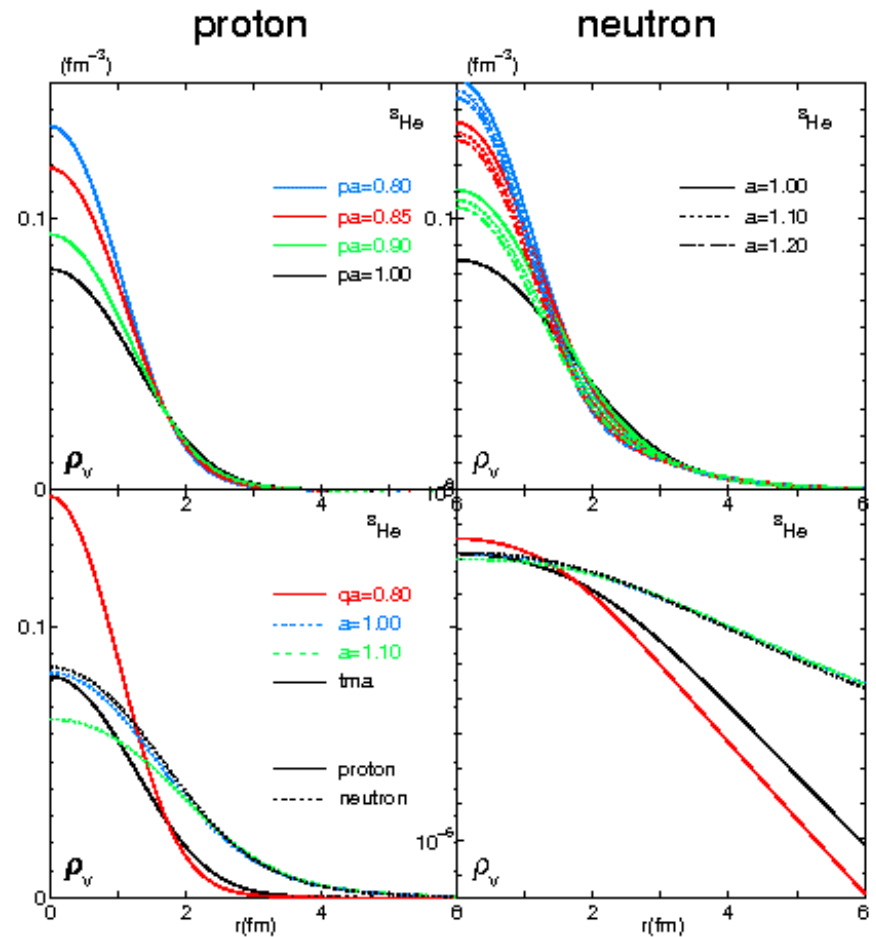 proton neutron
(fm⁻³) (fm⁻³)
⁸He ⁸He
pa=0.80 a=1.00
pa=0.85 a=1.10
pa=0.90 a=1.20
pa=1.00
0.1 0.1
ρᵥ ρᵥ
0 2 4 2 4 6
⁸He ⁸He
qa=0.80
a=1.00
a=1.10
tma
0.1
proton
neutron
10⁻⁶
ρᵥ ρᵥ
0
0 2 4 6 2 4 6
r(fm) r(fm)